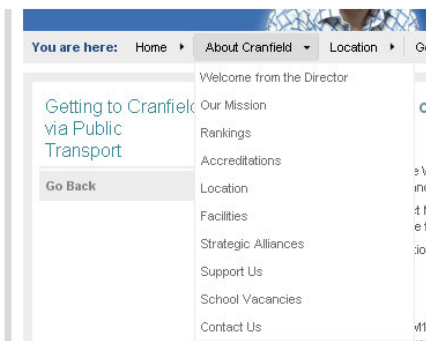 You are here: Home About Cranfield Location
Welcome from the Director
Getting to Cranfield
via Public
Transport
Go Back
Our Mission
Rankings
Accreditations
Location
Facilities
Strategic Alliances
Support Us
School Vacancies
Contact Us